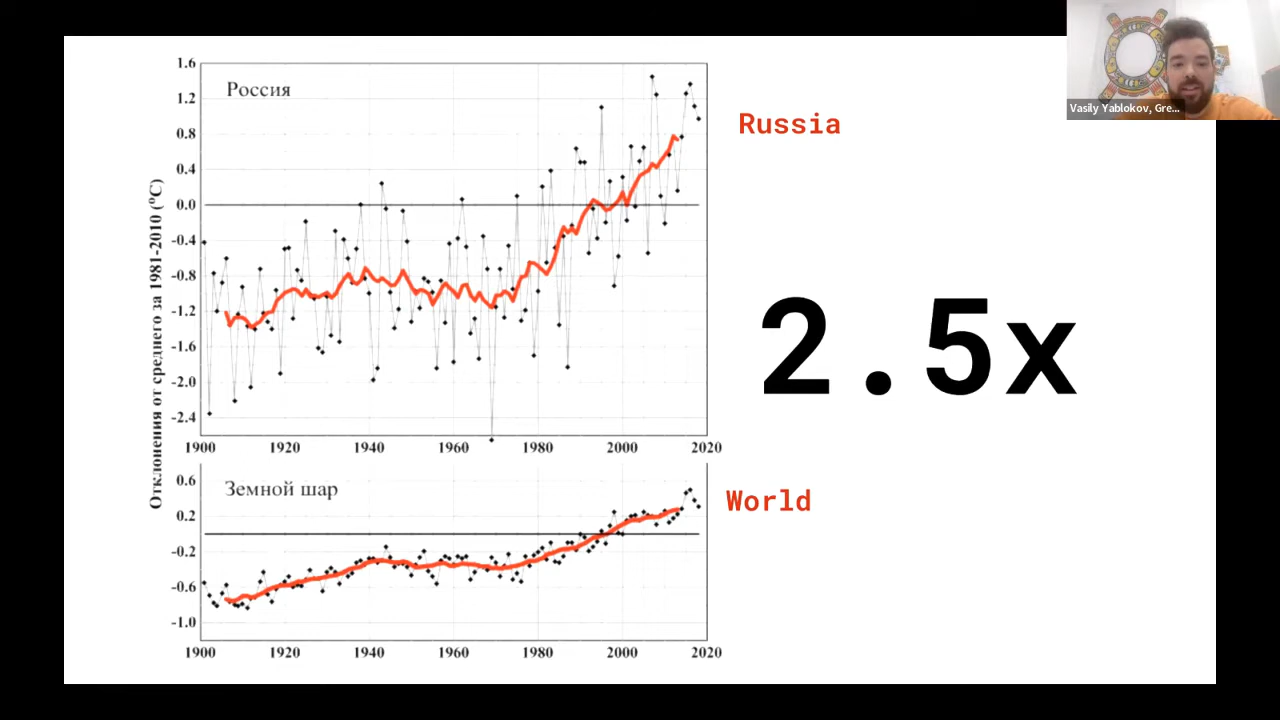 Россия
Russia
Отклонения от среднего за 1981-2010 (°C)
1.6
1.2
0.8
0.4
0.0
-0.4
-0.8
-1.2
-1.6
-2.0
-2.4
1900 1920 1940 1960 1980 2000 2020
2.5x
Земной шар
World
0.6
0.2
-0.2
-0.6
-1.0
1900 1920 1940 1960 1980 2000 2020
Vasily Yablokov, Gre...